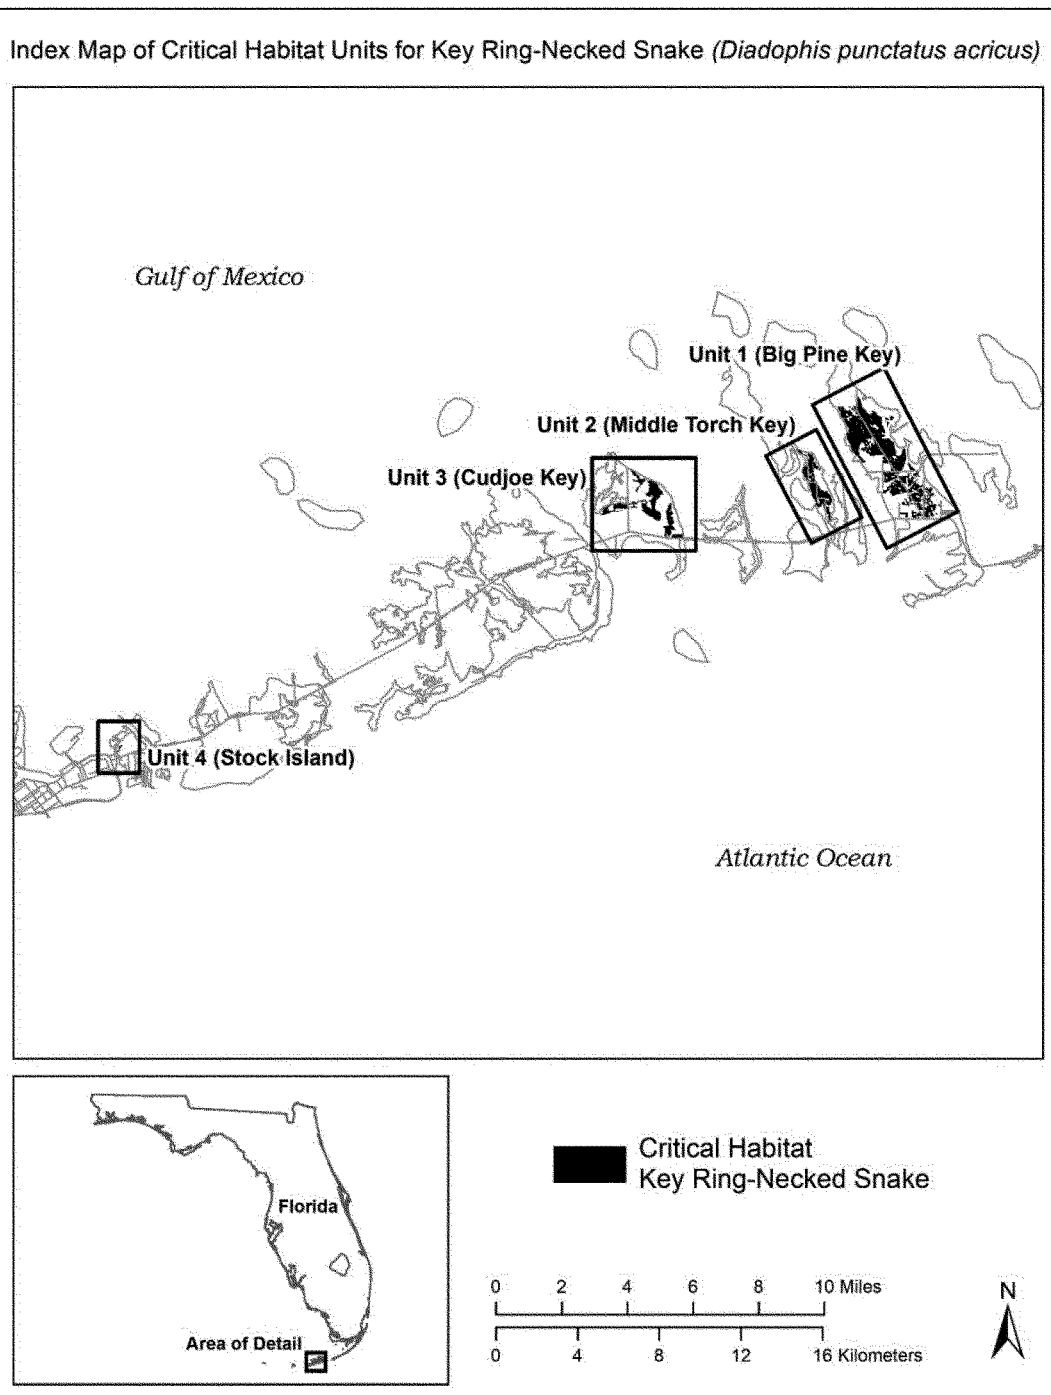 Index Map of Critical Habitat Units for Key Ring-Necked Snake (Diadophis punctatus acricus)
Gulf of Mexico
Unit 1 (Big Pine Key)
Unit 2 (Middle Torch Key)
Unit 3 (Cudjoe Key)
Unit 4 (Stock Island)
Atlantic Ocean
Florida
Area of Detail
Critical Habitat
Key Ring-Necked Snake
0 2 4 6 8 10 Miles
0 4 8 12 16 Kilometers
N